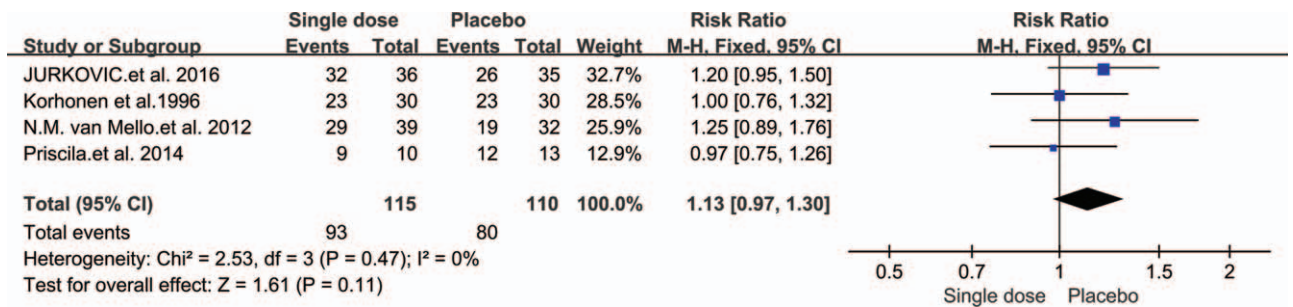 Single dose Placebo Risk Ratio Risk Ratio
Study or Subgroup Events Total Events Total Weight M-H. Fixed. 95% CI M-H. Fixed. 95% CI
JURKOVIC.et al. 2016 32 36 26 35 32.7% 1.20 [0.95, 1.50]
Korhonen et al.1996 23 30 23 30 28.5% 1.00 [0.76, 1.32]
N.M. van Mello.et al. 2012 29 39 19 32 25.9% 1.25 [0.89, 1.76]
Priscila.et al. 2014 9 10 12 13 12.9% 0.97 [0.75, 1.26]
Total (95% CI) 115 110 100.0% 1.13 [0.97, 1.30]
Total events 93 80
Heterogeneity: Chi² = 2.53, df = 3 (P = 0.47); I² = 0%
Test for overall effect: Z = 1.61 (P = 0.11)
0.5 0.7 1 1.5 2
Single dose Placebo